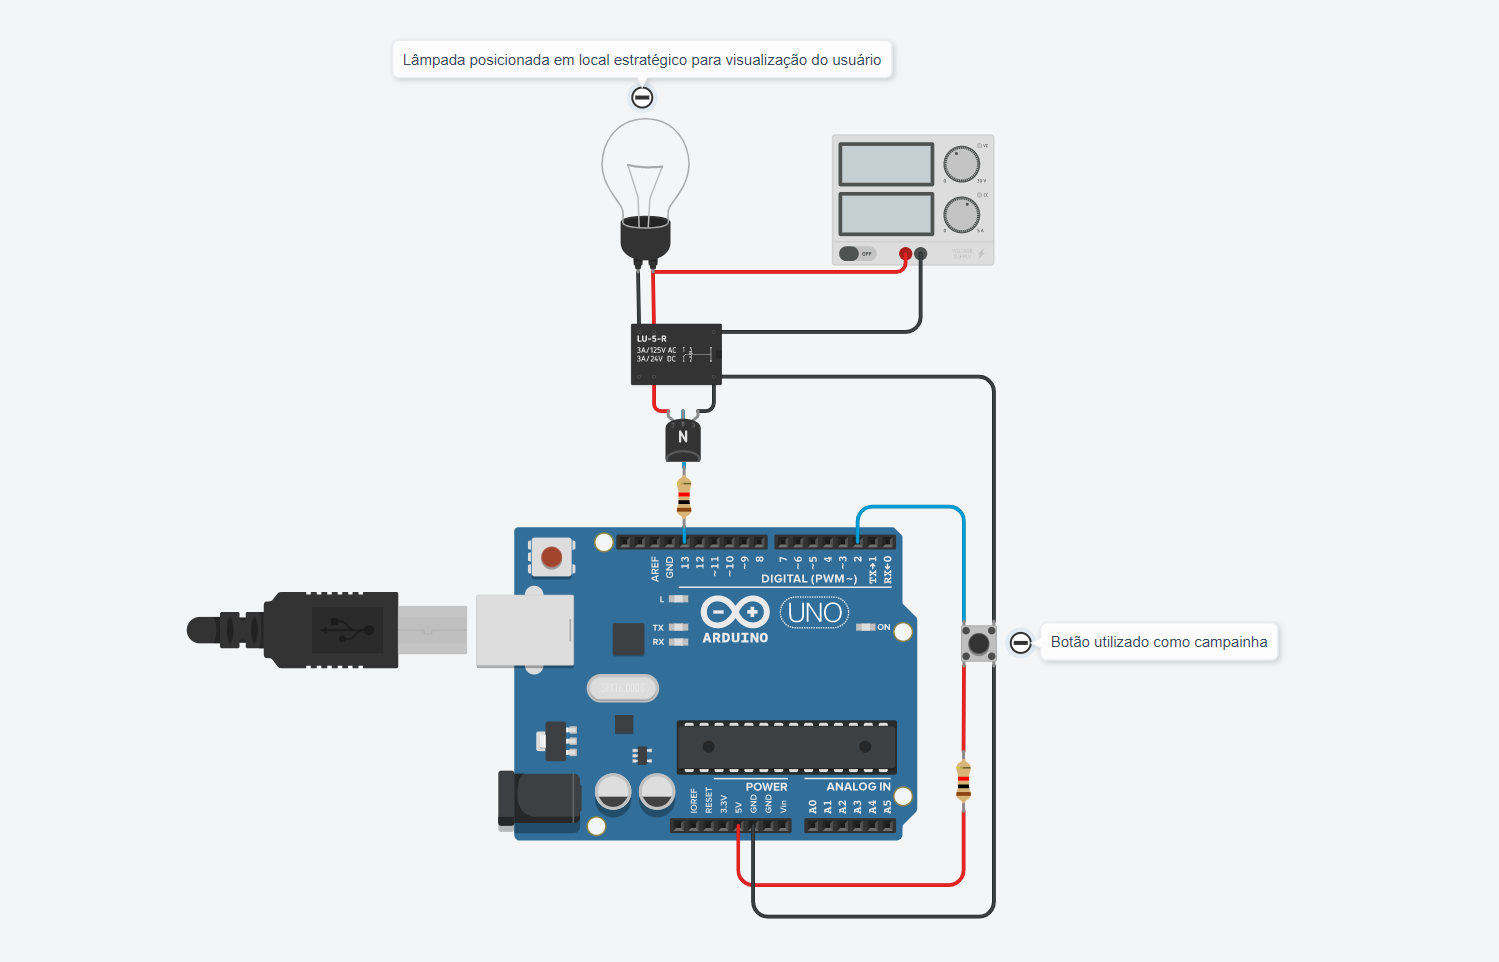 Lâmpada posicionada em local estratégico para visualização do usuário
OFF
LU-5-R
3A/125V AC
3A/24V DC
N
AREF
GND
13
12
~11
~10
~9
8
7
~6
~5
4
~3
2
TX→1
RX←0
DIGITAL (PWM~)
L
TX
RX
ARDUINO
UNO
ON
Botão utilizado como campainha
POWER
ANALOG IN
IOREF
RESET
3.3V
5V
GND
GND
Vin
A0
A1
A2
A3
A4
A5